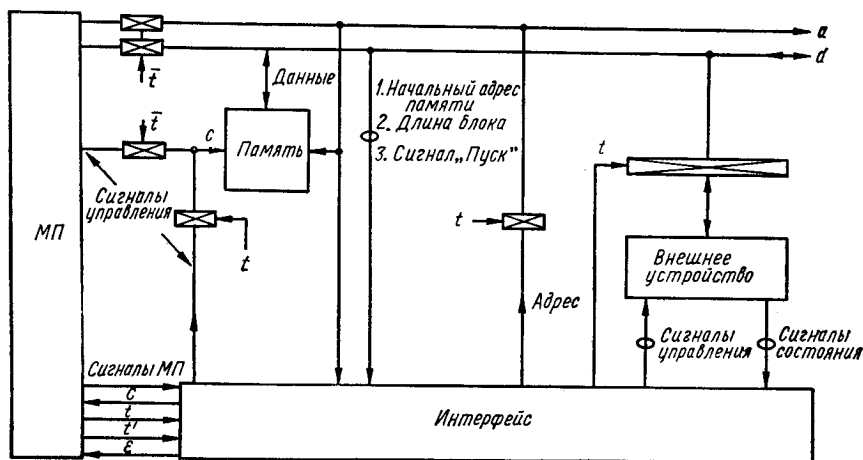 a
d
t̅
Данные
1. Начальный адрес
памяти
2. Длина блока
3. Сигнал „Пуск"
t̅
c
Память
t
Сигналы
управления
МП
t
t
Внешнее
устройство
Адрес
Сигналы
управления
Сигналы
состояния
Сигналы МП
c
t
t'
ε
Интерфейс